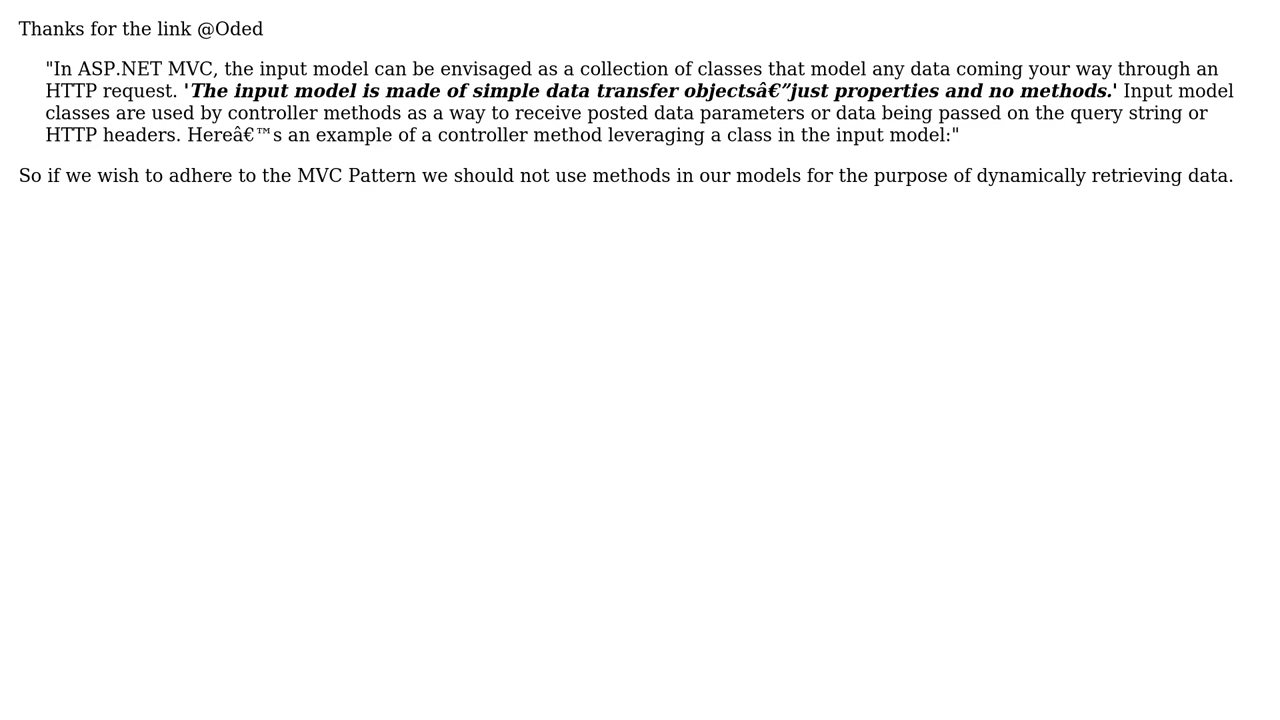 Thanks for the link @Oded
"In ASP.NET MVC, the input model can be envisaged as a collection of classes that model any data coming your way through an
HTTP request. 'The input model is made of simple data transfer objectsâ€”just properties and no methods.' Input model
classes are used by controller methods as a way to receive posted data parameters or data being passed on the query string or
HTTP headers. Hereâ€™s an example of a controller method leveraging a class in the input model:"
So if we wish to adhere to the MVC Pattern we should not use methods in our models for the purpose of dynamically retrieving data.